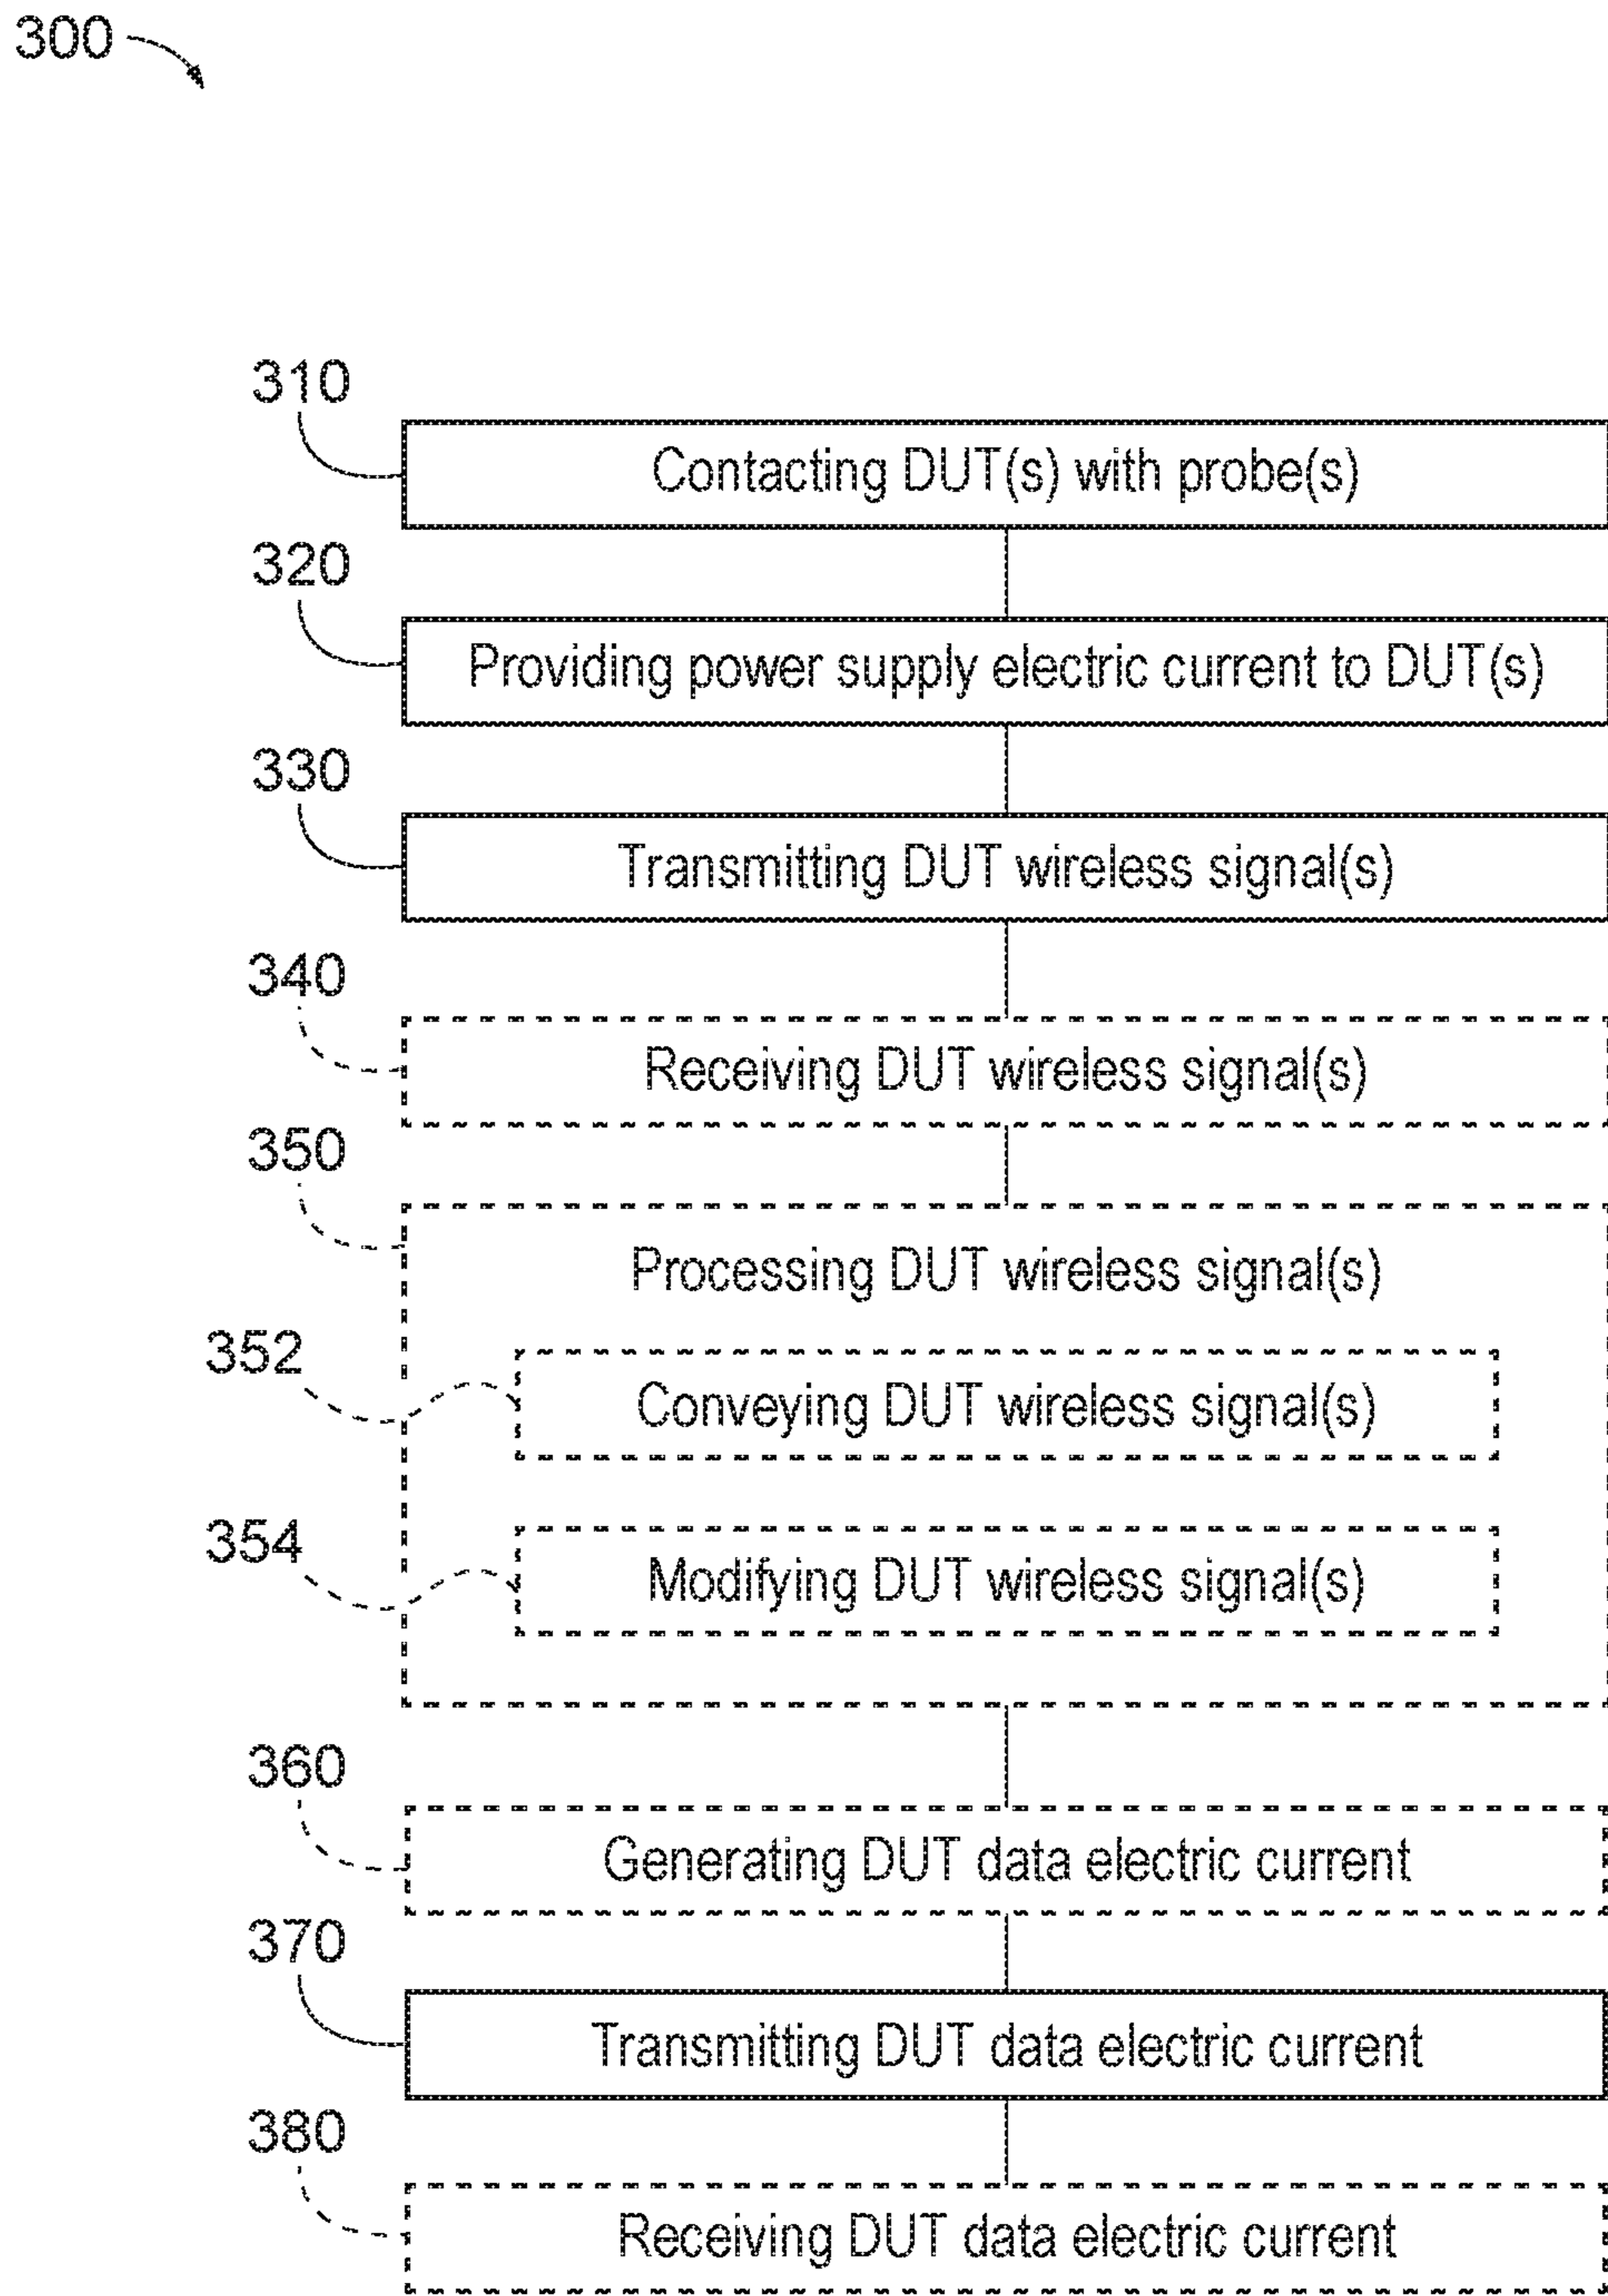 300
310
Contacting DUT(s) with probe(s)
320
Providing power supply electric current to DUT(s)
330
Transmitting DUT wireless signal(s)
340
Receiving DUT wireless signal(s)
350
Processing DUT wireless signal(s)
352
Conveying DUT wireless signal(s)
354
Modifying DUT wireless signal(s)
360
Generating DUT data electric current
370
Transmitting DUT data electric current
380
Receiving DUT data electric current